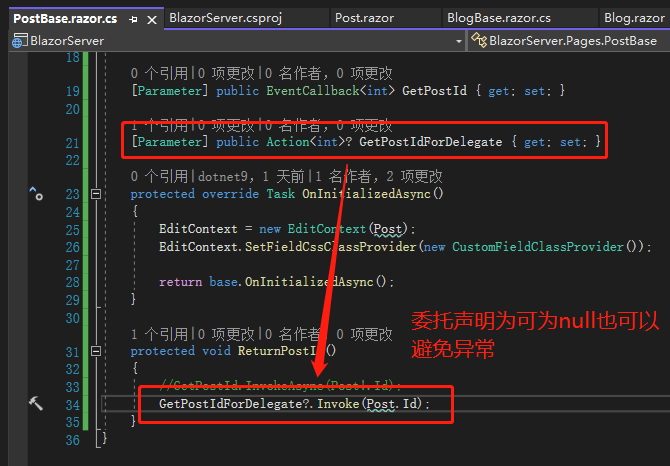 PostBase.razor.cs BlazorServer.csproj Post.razor BlogBase.razor.cs Blog.razor
BlazorServer BlazorServer.Pages.PostBase
18
0 个引用|0 项更改|0 名作者, 0 项更改
19 [Parameter] public EventCallback<int> GetPostId { get; set; }
20
1 个引用|0 项更改|0 名作者, 0 项更改
21 [Parameter] public Action<int>? GetPostIdForDelegate { get; set; }
22
0 个引用|dotnet9, 1 天前|1 名作者, 2 项更改
23 protected override Task OnInitializedAsync()
24 {
25 EditContext = new EditContext(Post);
26 EditContext.SetFieldCssClassProvider(new CustomFieldClassProvider());
27
28 return base.OnInitializedAsync();
29 }
30
委托声明为可为null也可以
避免异常
1 个引用|0 项更改|0 名作者, 0 项更改
31 protected void ReturnPostId()
32 {
33 //GetPostId.InvokeAsync(Post!.Id);
34 GetPostIdForDelegate?.Invoke(Post.Id);
35 }
36 }